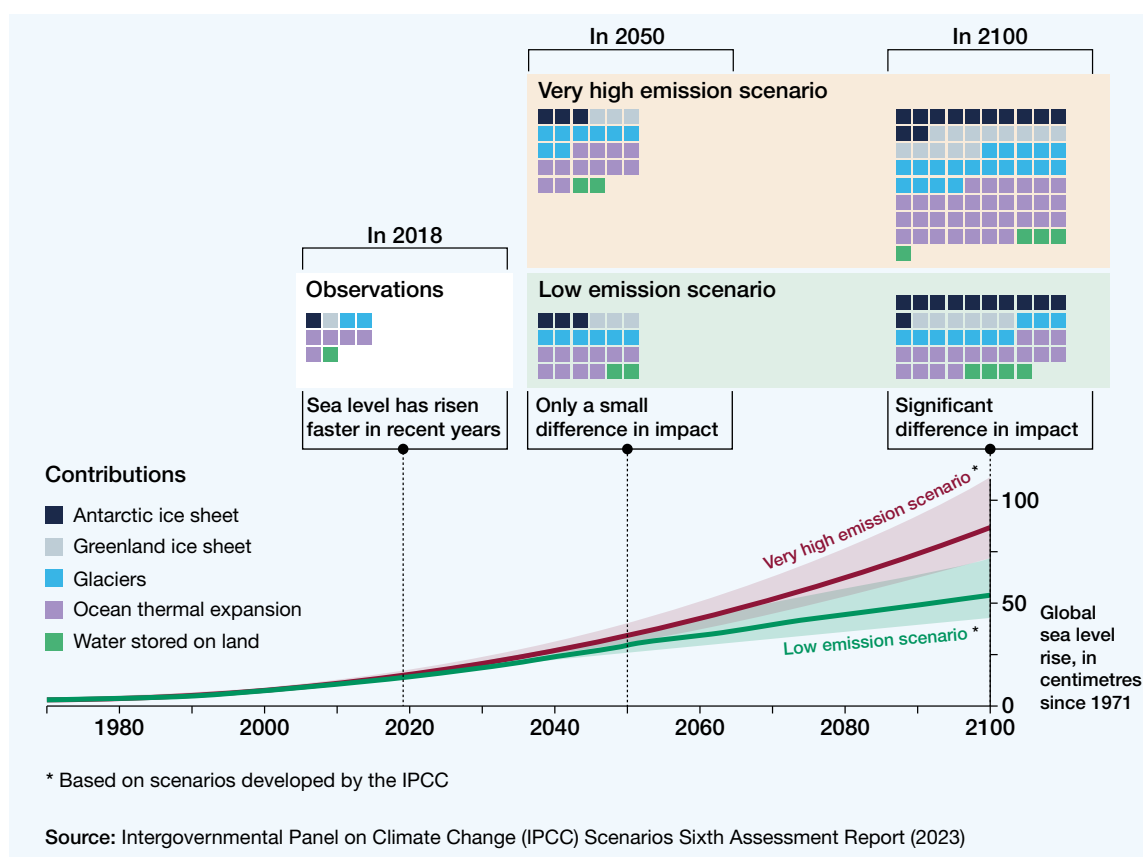 In 2050
In 2100
Very high emission scenario
In 2018
Observations
Low emission scenario
Sea level has risen
faster in recent years
Only a small
difference in impact
Significant
difference in impact
Contributions
Antarctic ice sheet
Greenland ice sheet
Glaciers
Ocean thermal expansion
Water stored on land
Very high emission scenario *
Low emission scenario *
100
50
0
Global
sea level
rise, in
centimetres
since 1971
1980
2000
2020
2040
2060
2080
2100
* Based on scenarios developed by the IPCC
Source: Intergovernmental Panel on Climate Change (IPCC) Scenarios Sixth Assessment Report (2023)